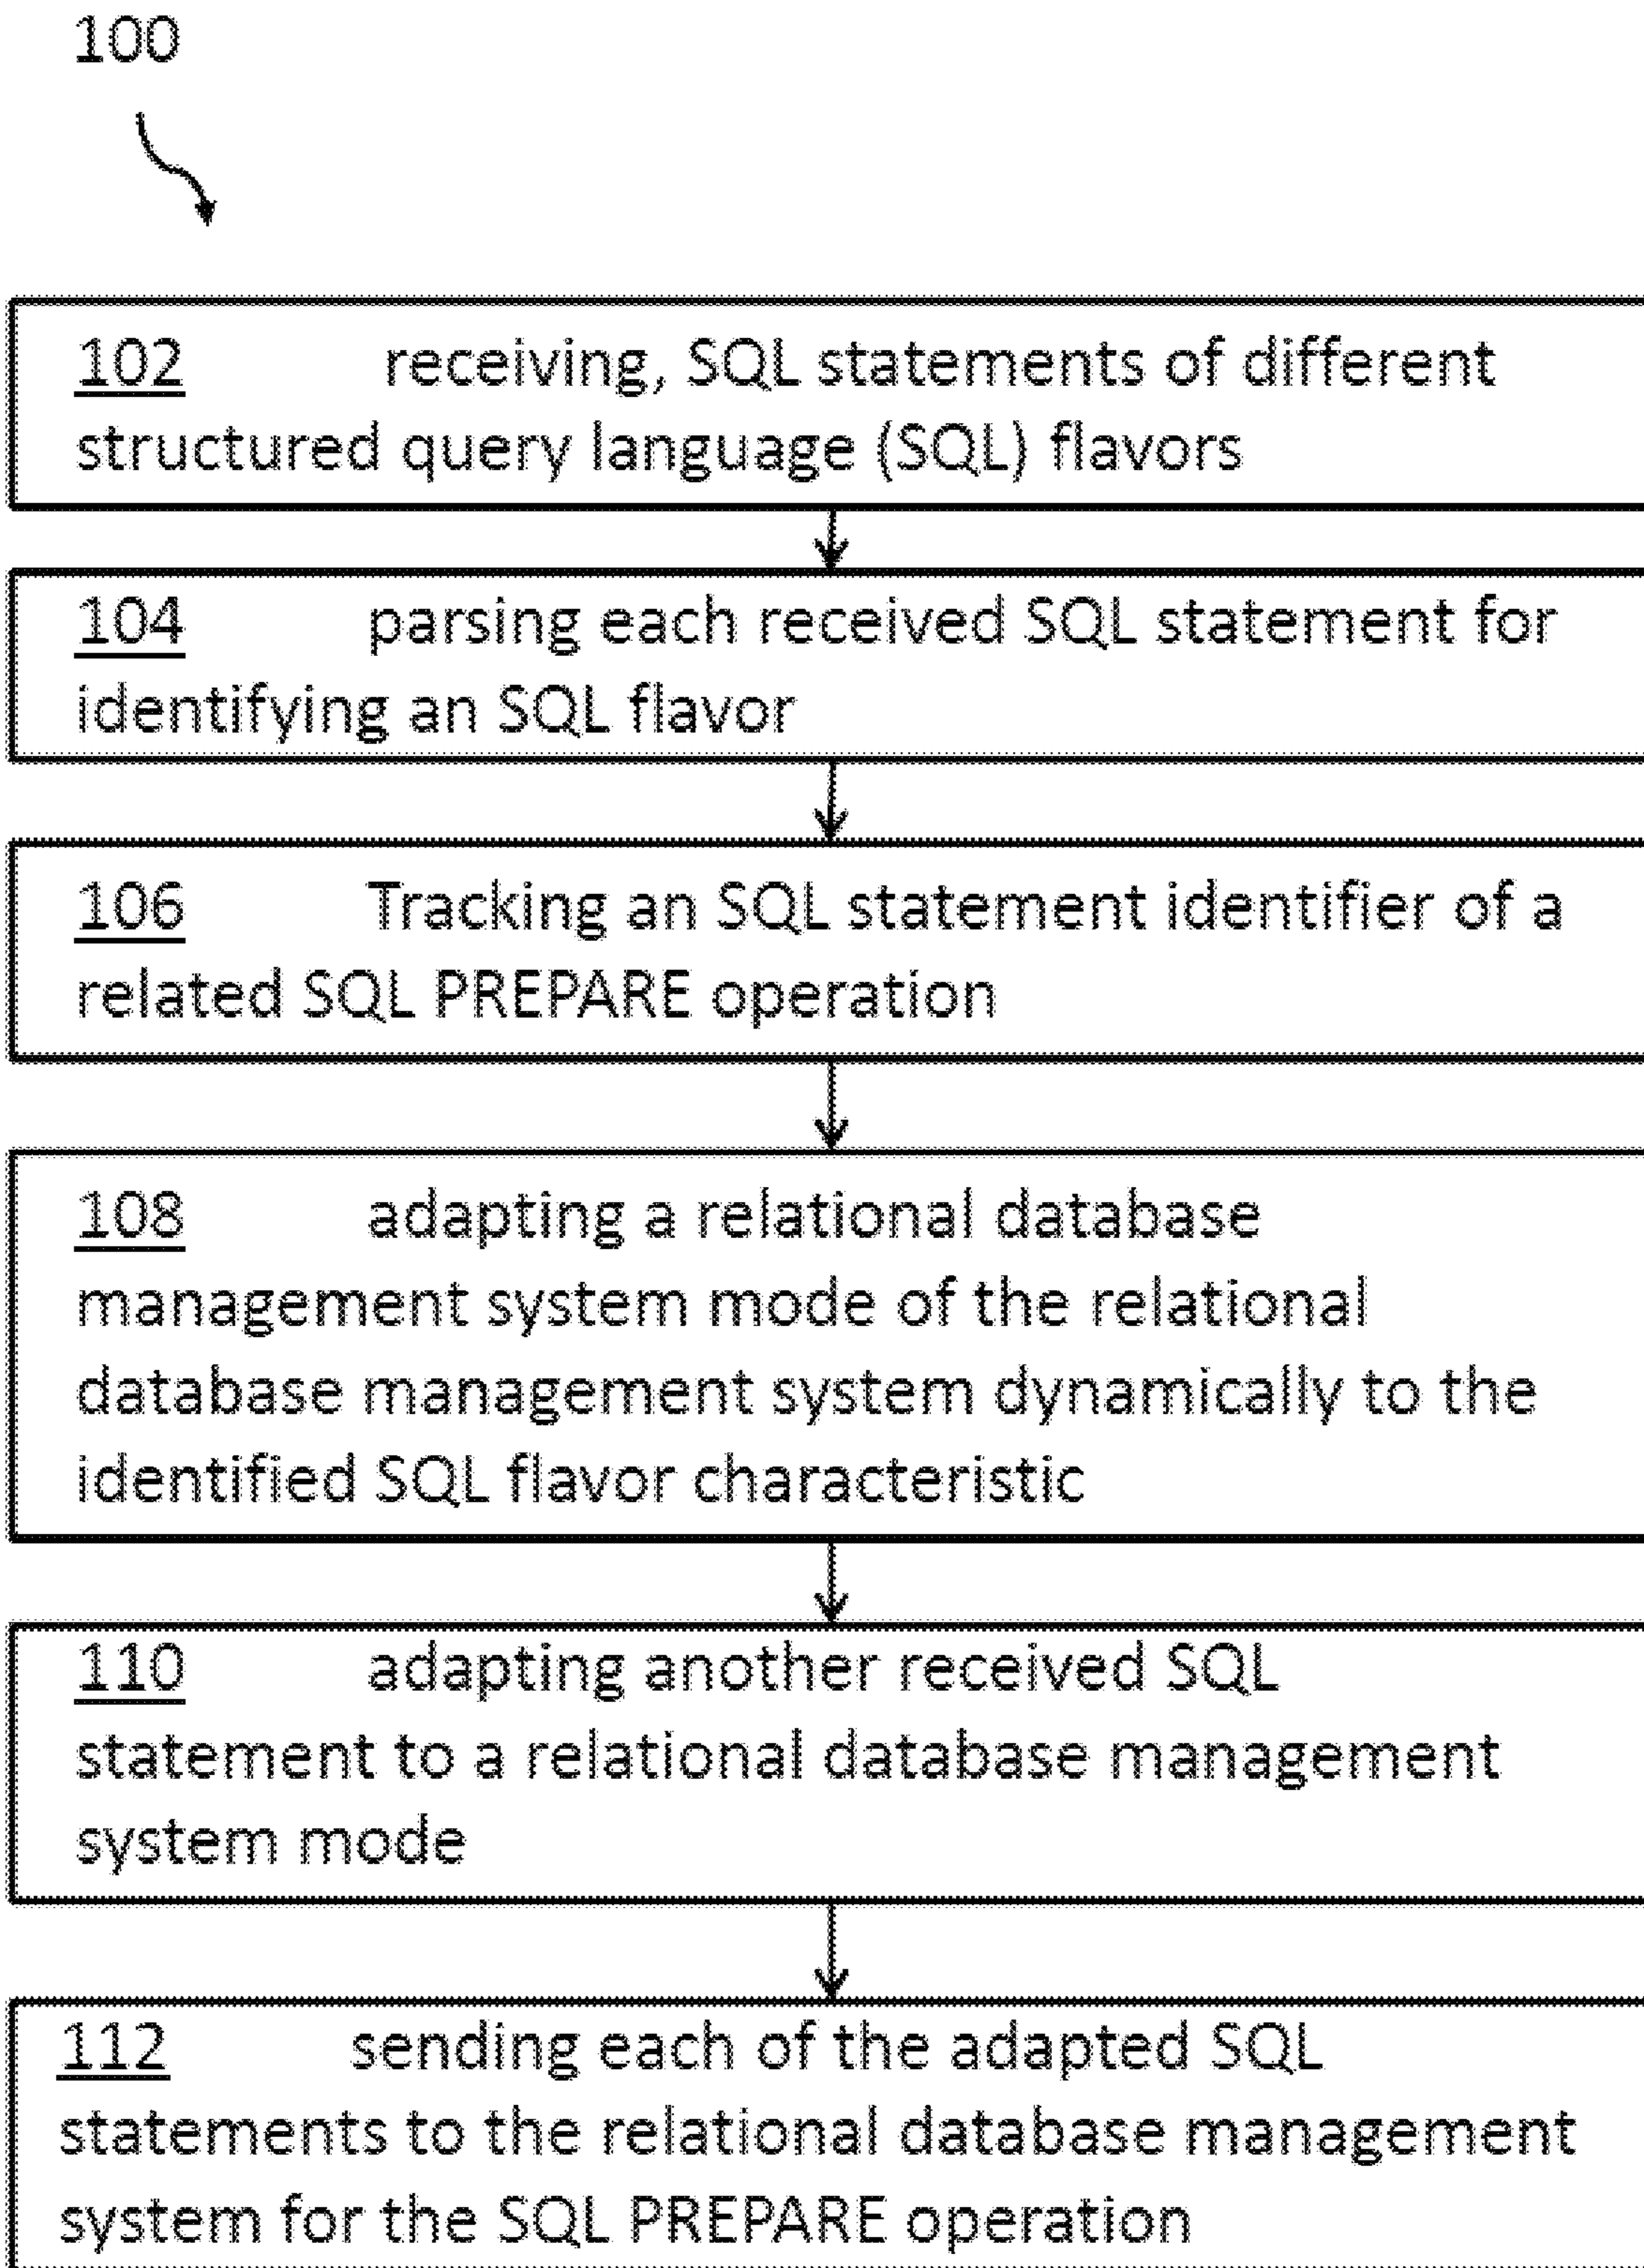 100
102 receiving, SQL statements of different
structured query language (SQL) flavors
104 parsing each received SQL statement for
identifying an SQL flavor
106 Tracking an SQL statement identifier of a
related SQL PREPARE operation
108 adapting a relational database
management system mode of the relational
database management system dynamically to the
identified SQL flavor characteristic
110 adapting another received SQL
statement to a relational database management
system mode
112 sending each of the adapted SQL
statements to the relational database management
system for the SQL PREPARE operation